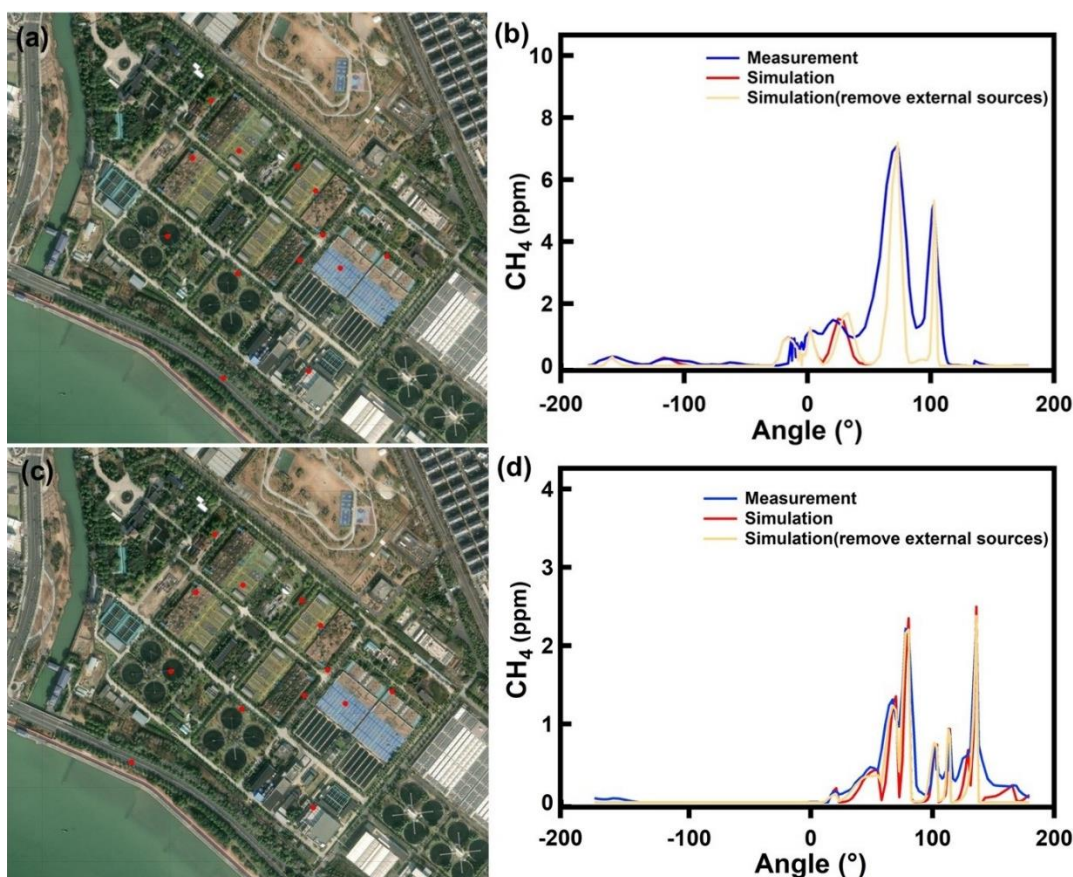 (a)
(b)
10
8
6
4
2
0
CH₄ (ppm)
Measurement
Simulation
Simulation(remove external sources)
-200
-100
0
100
200
Angle (°)
(c)
(d)
4
3
2
1
0
CH₄ (ppm)
Measurement
Simulation
Simulation(remove external sources)
-100
0
100
200
Angle (°)